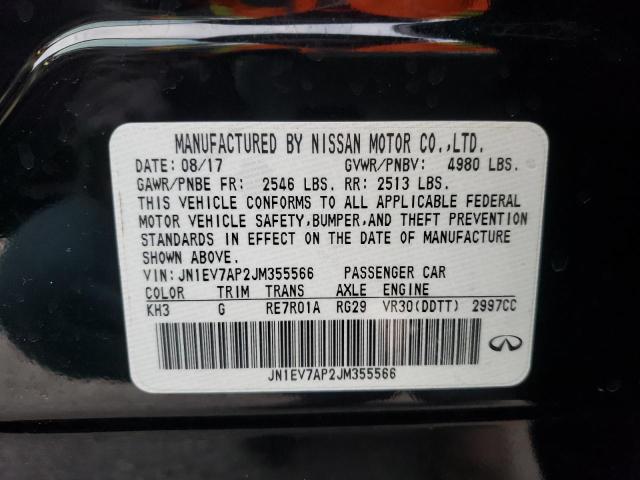 MANUFACTURED BY NISSAN MOTOR CO.,LTD.
DATE: 08/17 GVWR/PNBV: 4980 LBS.
GAWR/PNBE FR: 2546 LBS. RR: 2513 LBS.
THIS VEHICLE CONFORMS TO ALL APPLICABLE FEDERAL
MOTOR VEHICLE SAFETY,BUMPER,AND THEFT PREVENTION
STANDARDS IN EFFECT ON THE DATE OF MANUFACTURE
SHOWN ABOVE.
VIN: JN1EV7AP2JM355566 PASSENGER CAR
COLOR TRIM TRANS AXLE ENGINE
KH3 G RE7R01A RG29 VR30(DDTT) 2997CC
JN1EV7AP2JM355566